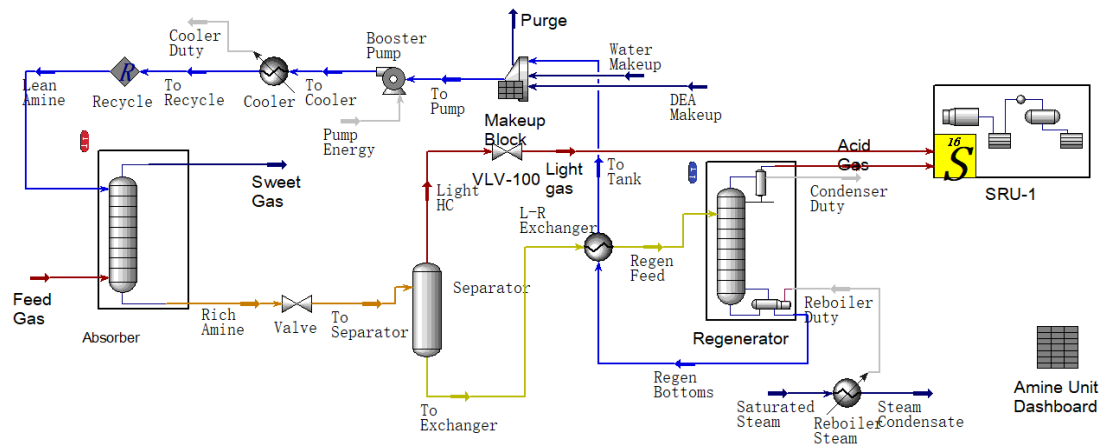 Purge
Cooler
Duty
Booster
Pump
Water
Makeup
Lean
Amine
Recycle
To
Recycle
Cooler
To
Cooler
To
Pump
DEA
Makeup
Pump
Energy
Makeup
Block
16
S
SRU-1
Acid
Gas
Sweet
Gas
Light
HC
VLV-100
Light
gas
To
Tank
Condenser
Duty
L-R
Exchanger
Feed
Gas
Absorber
Rich
Amine
Valve
To
Separator
Separator
Regen
Feed
Reboiler
Duty
Regenerator
Regen
Bottoms
To
Exchanger
Saturated
Steam
Reboiler
Steam
Steam
Condensate
Amine Unit
Dashboard
R